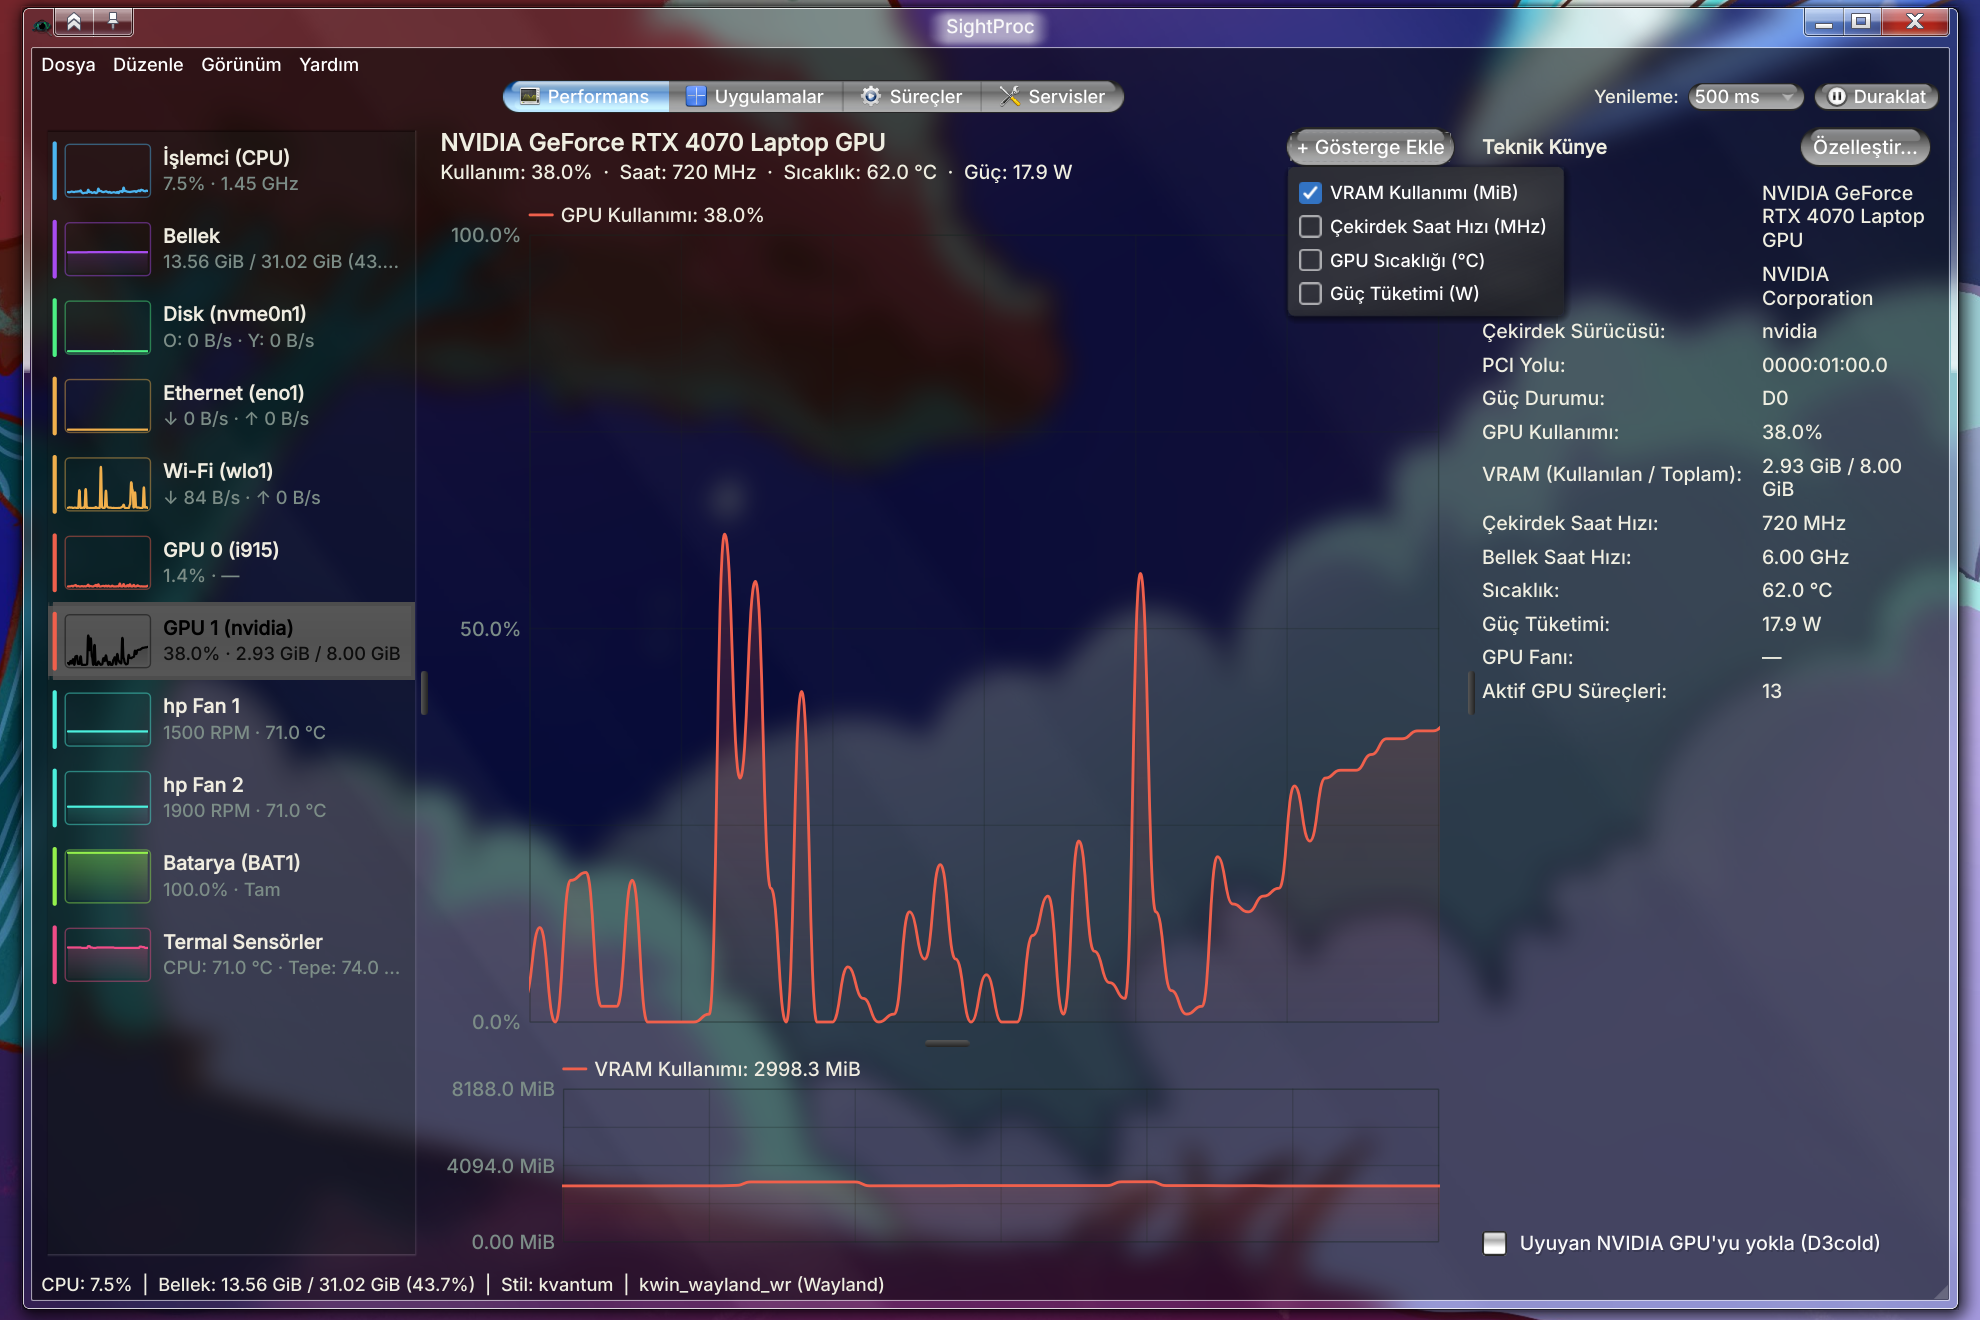 SightProc
Dosya Düzenle Görünüm Yardım
Performans Uygulamalar Süreçler Servisler
Yenileme: 500 ms Duraklat
İşlemci (CPU)
7.5% · 1.45 GHz
Bellek
13.56 GiB / 31.02 GiB (43....
Disk (nvme0n1)
O: 0 B/s · Y: 0 B/s
Ethernet (eno1)
↓ 0 B/s · ↑ 0 B/s
Wi-Fi (wlo1)
↓ 84 B/s · ↑ 0 B/s
GPU 0 (i915)
1.4% · —
GPU 1 (nvidia)
38.0% · 2.93 GiB / 8.00 GiB
hp Fan 1
1500 RPM · 71.0 °C
hp Fan 2
1900 RPM · 71.0 °C
Batarya (BAT1)
100.0% · Tam
Termal Sensörler
CPU: 71.0 °C · Tepe: 74.0 ...
NVIDIA GeForce RTX 4070 Laptop GPU
Kullanım: 38.0% · Saat: 720 MHz · Sıcaklık: 62.0 °C · Güç: 17.9 W
+ Gösterge Ekle
VRAM Kullanımı (MiB)
Çekirdek Saat Hızı (MHz)
GPU Sıcaklığı (°C)
Güç Tüketimi (W)
GPU Kullanımı: 38.0%
100.0%
50.0%
0.0%
VRAM Kullanımı: 2998.3 MiB
8188.0 MiB
4094.0 MiB
0.00 MiB
Teknik Künye
Özelleştir...
NVIDIA GeForce
RTX 4070 Laptop
GPU
NVIDIA
Corporation
Çekirdek Sürücüsü: nvidia
PCI Yolu: 0000:01:00.0
Güç Durumu: D0
GPU Kullanımı: 38.0%
VRAM (Kullanılan / Toplam): 2.93 GiB / 8.00
GiB
Çekirdek Saat Hızı: 720 MHz
Bellek Saat Hızı: 6.00 GHz
Sıcaklık: 62.0 °C
Güç Tüketimi: 17.9 W
GPU Fanı: —
Aktif GPU Süreçleri: 13
Uyuyan NVIDIA GPU'yu yokla (D3cold)
CPU: 7.5% | Bellek: 13.56 GiB / 31.02 GiB (43.7%) | Stil: kvantum | kwin_wayland_wr (Wayland)